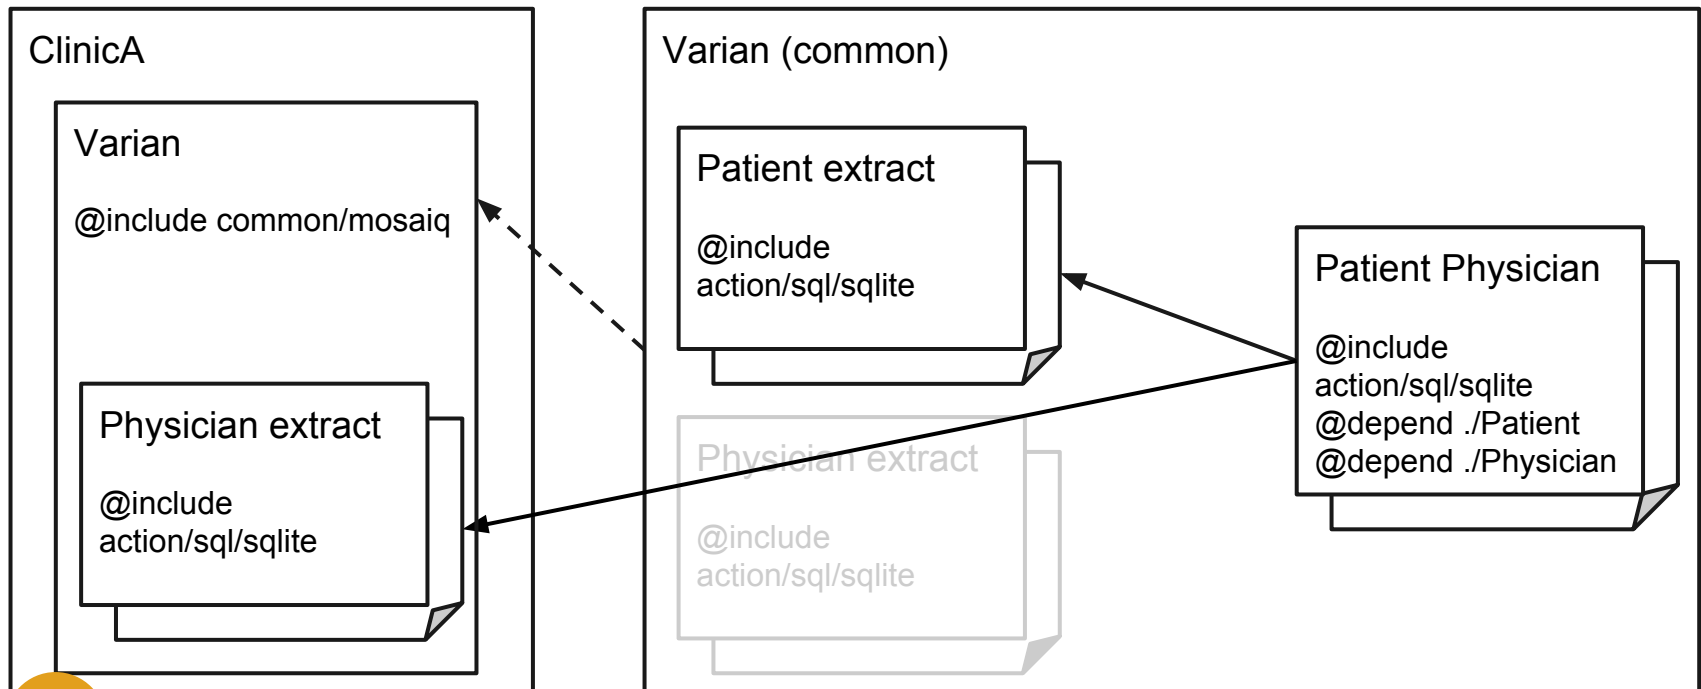 ClinicA
Varian
@include common/mosaiq
Physician extract
@include
action/sql/sqlite
Varian (common)
Patient extract
@include
action/sql/sqlite
Physician extract
@include
action/sql/sqlite
Patient Physician
@include
action/sql/sqlite
@depend ./Patient
@depend ./Physician